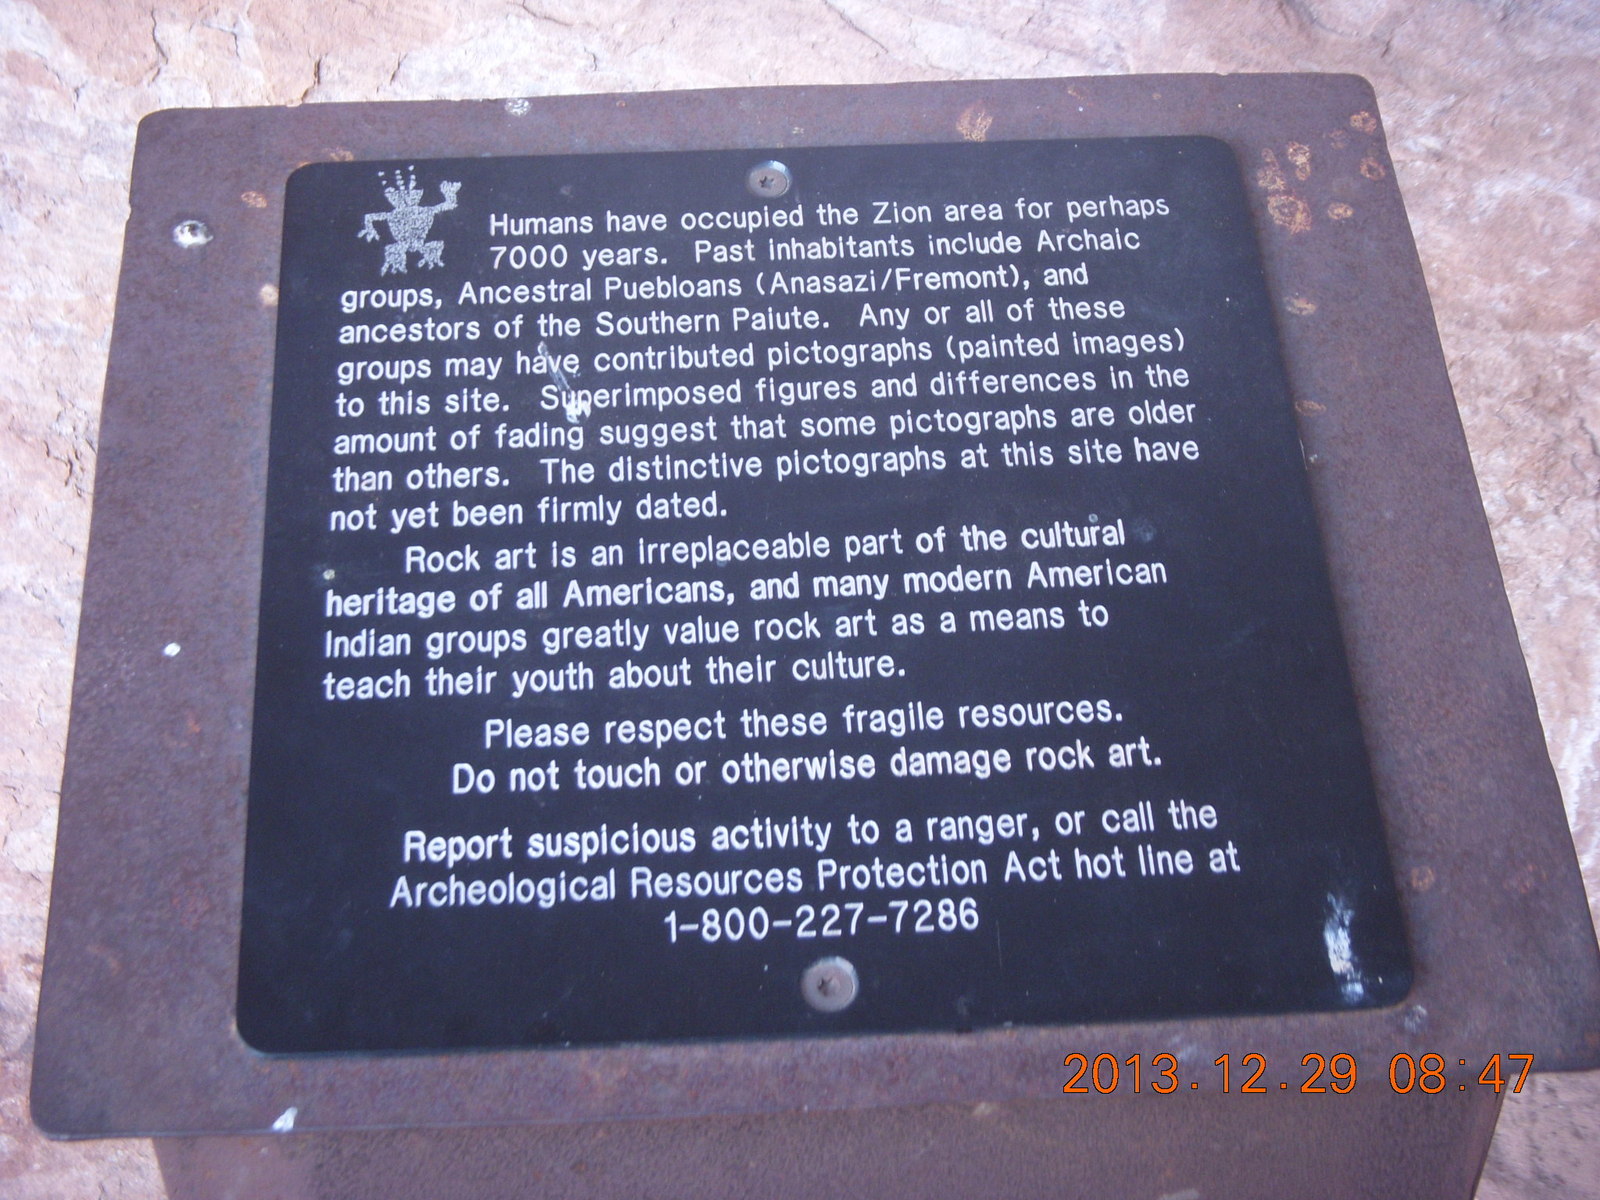 Humans have occupied the Zion area for perhaps
7000 years. Past inhabitants include Archaic
groups, Ancestral Puebloans (Anasazi/Fremont), and
ancestors of the Southern Paiute. Any or all of these
groups may have contributed pictographs (painted images)
to this site. Superimposed figures and differences in the
amount of fading suggest that some pictographs are older
than others. The distinctive pictographs at this site have
not yet been firmly dated.
Rock art is an irreplaceable part of the cultural
heritage of all Americans, and many modern American
Indian groups greatly value rock art as a means to
teach their youth about their culture.
Please respect these fragile resources.
Do not touch or otherwise damage rock art.
Report suspicious activity to a ranger, or call the
Archeological Resources Protection Act hot line at
1-800-227-7286
2013.12.29 08:47